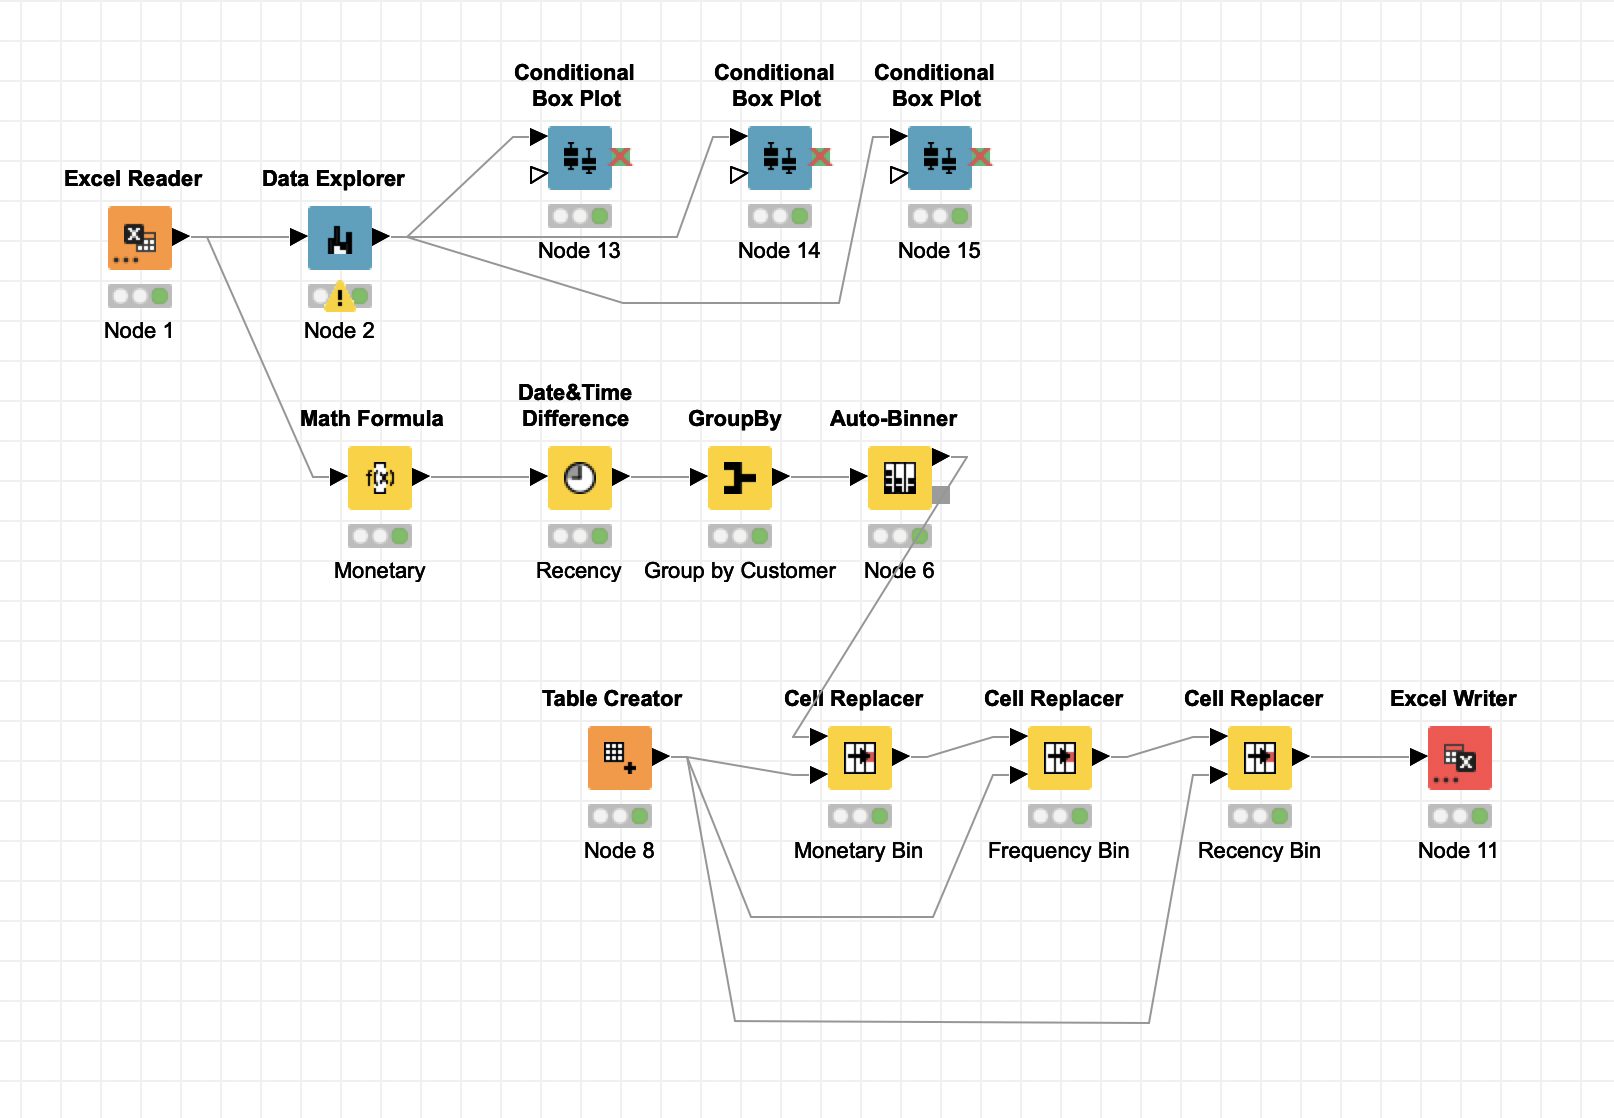 Conditional
Box Plot
Conditional
Box Plot
Conditional
Box Plot
Excel Reader
Data Explorer
Node 13
Node 14
Node 15
Node 1
Node 2
Math Formula
Date&Time
Difference
GroupBy
Auto-Binner
f(x)
Monetary
Recency
Group by Customer
Node 6
Table Creator
Cell Replacer
Cell Replacer
Cell Replacer
Excel Writer
Node 8
Monetary Bin
Frequency Bin
Recency Bin
Node 11